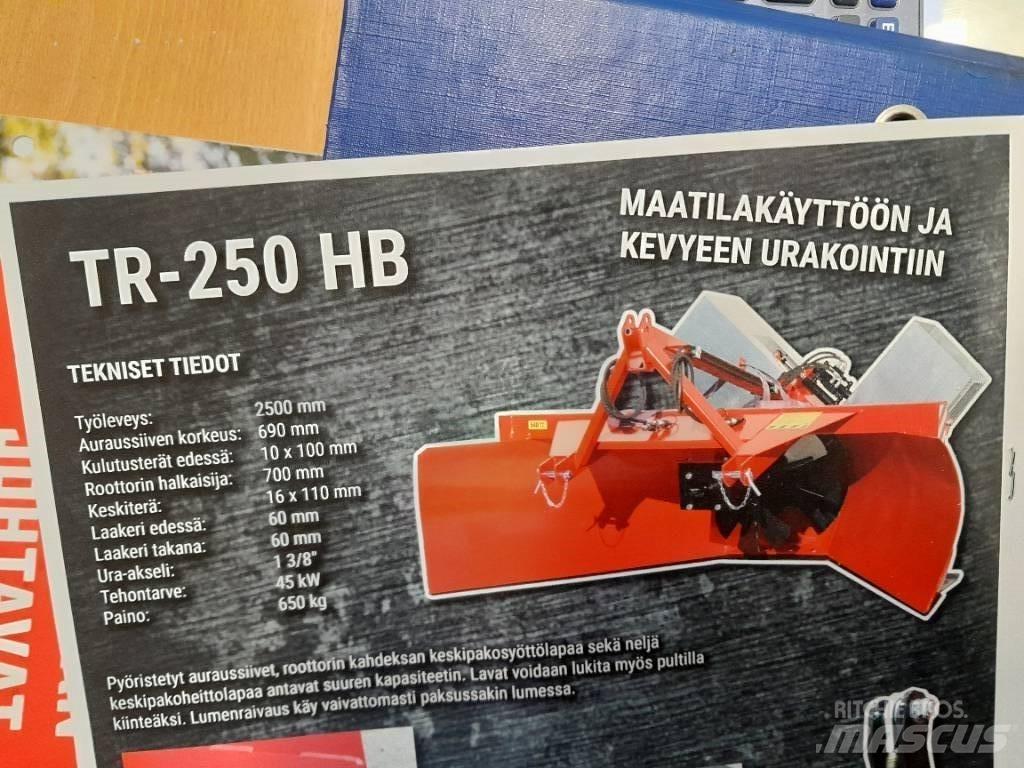 TR-250 HB
MAATILAKÄYTTÖÖN JA
KEVYEEN URAKOINTIIN
TEKNISET TIEDOT
Työleveys: 2500 mm
Auraussiiven korkeus: 690 mm
Kulutusterät edessä: 10 x 100 mm
Roottorin halkaisija: 700 mm
Keskiterä: 16 x 110 mm
Laakeri edessä: 60 mm
Laakeri takana: 60 mm
Ura-akseli: 1 3/8"
Tehontarve: 45 kW
Paino: 650 kg
Pyöristetyt auraussiivet, roottorin kahdeksan keskipakosyöttölapaa sekä neljä
keskipakoheittolapaa antavat suuren kapasiteetin. Lavat voidaan lukita myös pultilla
kiinteäksi. Lumenraivaus käy vaivattomasti paksussakin lumessa.
RITCHIE BROS.
MASCUS